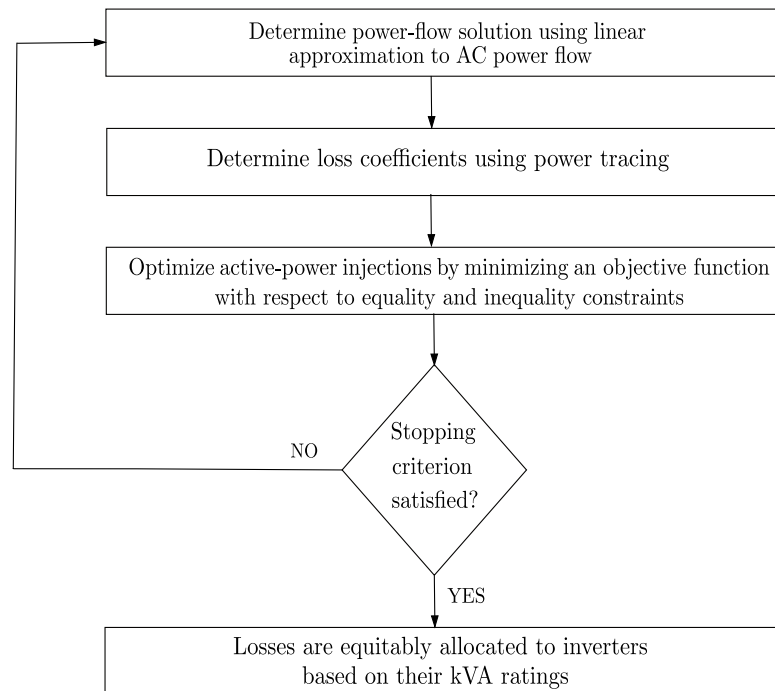 Determine power-flow solution using linear
approximation to AC power flow
Determine loss coefficients using power tracing
Optimize active-power injections by minimizing an objective function
with respect to equality and inequality constraints
Stopping
criterion
satisfied?
NO
YES
Losses are equitably allocated to inverters
based on their kVA ratings